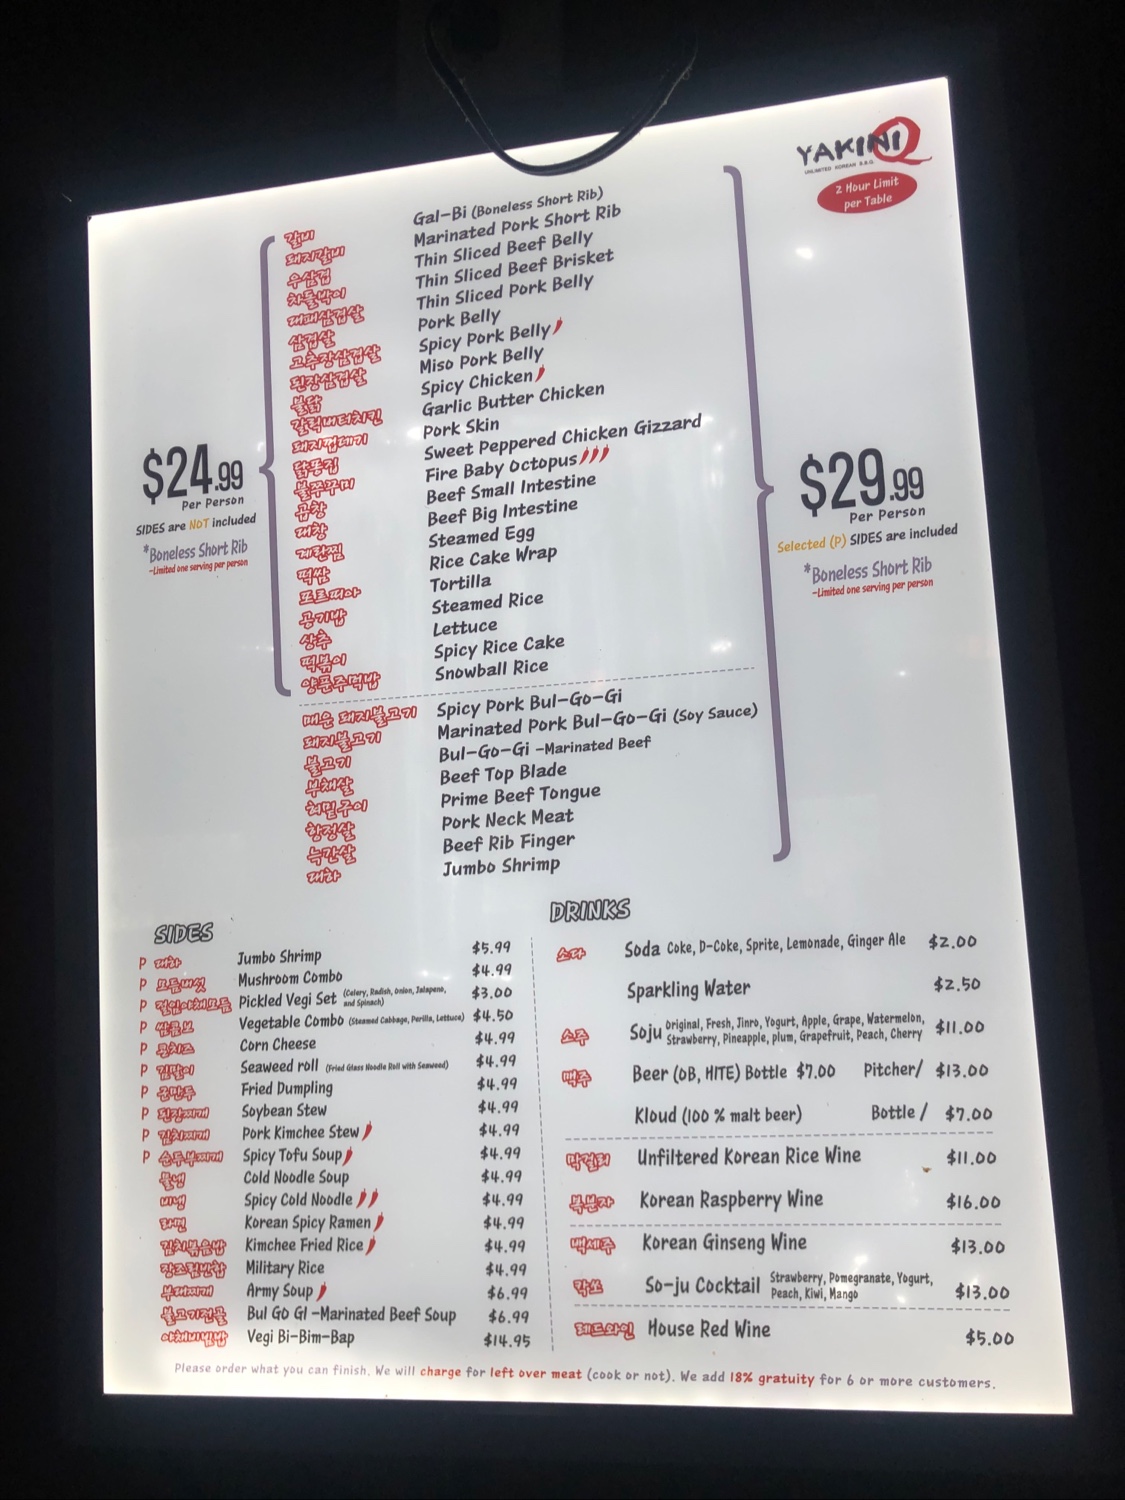 YAKINIQ
UNLIMITED KOREAN B.B.Q.
2 Hour Limit
per Table
갈비 Gal-Bi (Boneless Short Rib)
돼지갈비 Marinated Pork Short Rib
우삼겹 Thin Sliced Beef Belly
차돌박이 Thin Sliced Beef Brisket
대패삼겹살 Thin Sliced Pork Belly
삼겹살 Pork Belly
고추장삼겹살 Spicy Pork Belly
된장삼겹살 Miso Pork Belly
불닭 Spicy Chicken
갈릭버터치킨 Garlic Butter Chicken
돼지껍데기 Pork Skin
닭똥집 Sweet Peppered Chicken Gizzard
불쭈꾸미 Fire Baby Octopus
곱창 Beef Small Intestine
대창 Beef Big Intestine
계란찜 Steamed Egg
떡쌈 Rice Cake Wrap
또르띠아 Tortilla
공기밥 Steamed Rice
상추 Lettuce
떡볶이 Spicy Rice Cake
양푼주먹밥 Snowball Rice
$24.99
Per Person
SIDES are NOT included
*Boneless Short Rib
-Limited one serving per person
$29.99
Per Person
Selected (P) SIDES are included
*Boneless Short Rib
-Limited one serving per person
매운 돼지불고기 Spicy Pork Bul-Go-Gi
돼지불고기 Marinated Pork Bul-Go-Gi (Soy Sauce)
불고기 Bul-Go-Gi -Marinated Beef
부채살 Beef Top Blade
혀밑구이 Prime Beef Tongue
항정살 Pork Neck Meat
늑간살 Beef Rib Finger
대하 Jumbo Shrimp
SIDES
P 대하 Jumbo Shrimp $5.99
P 모듬버섯 Mushroom Combo $4.99
P 절임야채모듬 Pickled Vegi Set (Celery, Radish, Onion, Jalapeno, and Spinach) $3.00
P 쌈콤보 Vegetable Combo (Steamed Cabbage, Perilla, Lettuce) $4.50
P 콘치즈 Corn Cheese $4.99
P 김말이 Seaweed roll (Fried Glass Noodle Roll with Seaweed) $4.99
P 군만두 Fried Dumpling $4.99
P 된장찌개 Soybean Stew $4.99
P 김치찌개 Pork Kimchee Stew $4.99
P 순두부찌개 Spicy Tofu Soup $4.99
물냉 Cold Noodle Soup $4.99
비냉 Spicy Cold Noodle $4.99
라면 Korean Spicy Ramen $4.99
김치볶음밥 Kimchee Fried Rice $4.99
장조림반합 Military Rice $4.99
부대찌개 Army Soup $6.99
불고기전골 Bul GO GI -Marinated Beef Soup $6.99
야채비빔밥 Vegi Bi-Bim-Bap $14.95
DRINKS
소다 Soda Coke, D-Coke, Sprite, Lemonade, Ginger Ale $2.00
Sparkling Water $2.50
소주 Soju Original, Fresh, Jinro, Yogurt, Apple, Grape, Watermelon, Strawberry, Pineapple, plum, Grapefruit, Peach, Cherry $11.00
맥주 Beer (OB, HITE) Bottle $7.00 Pitcher/ $13.00
Kloud (100 % malt beer) Bottle / $7.00
막걸리 Unfiltered Korean Rice Wine $11.00
복분자 Korean Raspberry Wine $16.00
백세주 Korean Ginseng Wine $13.00
칵쏘 So-ju Cocktail Strawberry, Pomegranate, Yogurt, Peach, Kiwi, Mango $13.00
레드와인 House Red Wine $5.00
Please order what you can finish. We will charge for left over meat (cook or not). We add 18% gratuity for 6 or more customers.